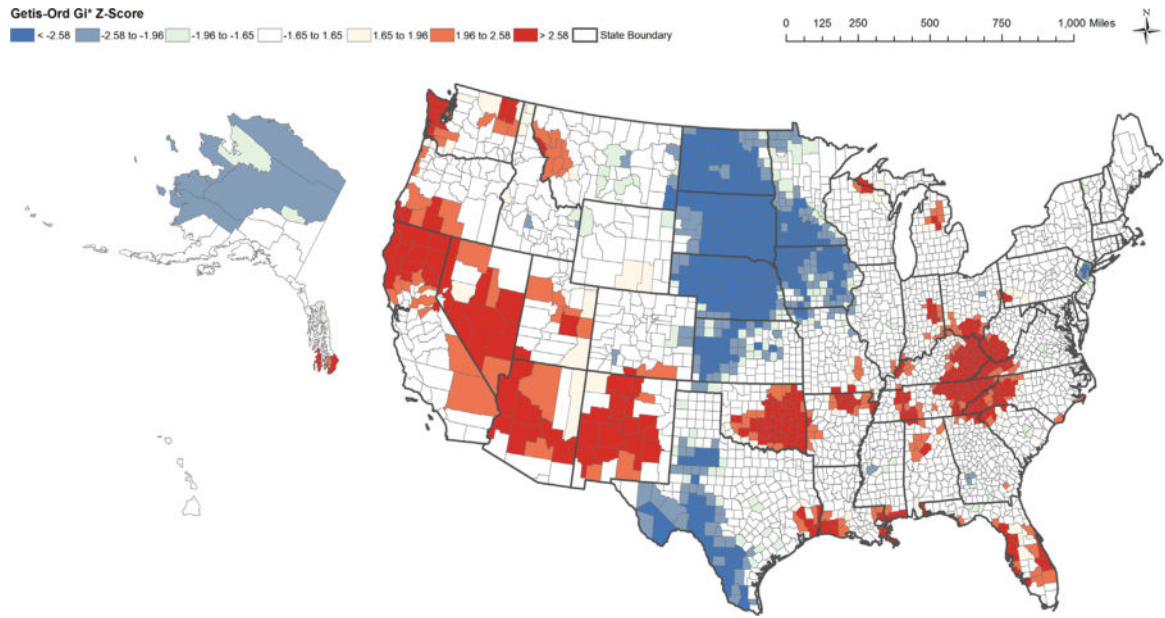 Getis-Ord Gi* Z-Score
< -2.58 -2.58 to -1.96 -1.96 to -1.65 -1.65 to 1.65 1.65 to 1.96 1.96 to 2.58 > 2.58 State Boundary
0 125 250 500 750 1,000 Miles
N